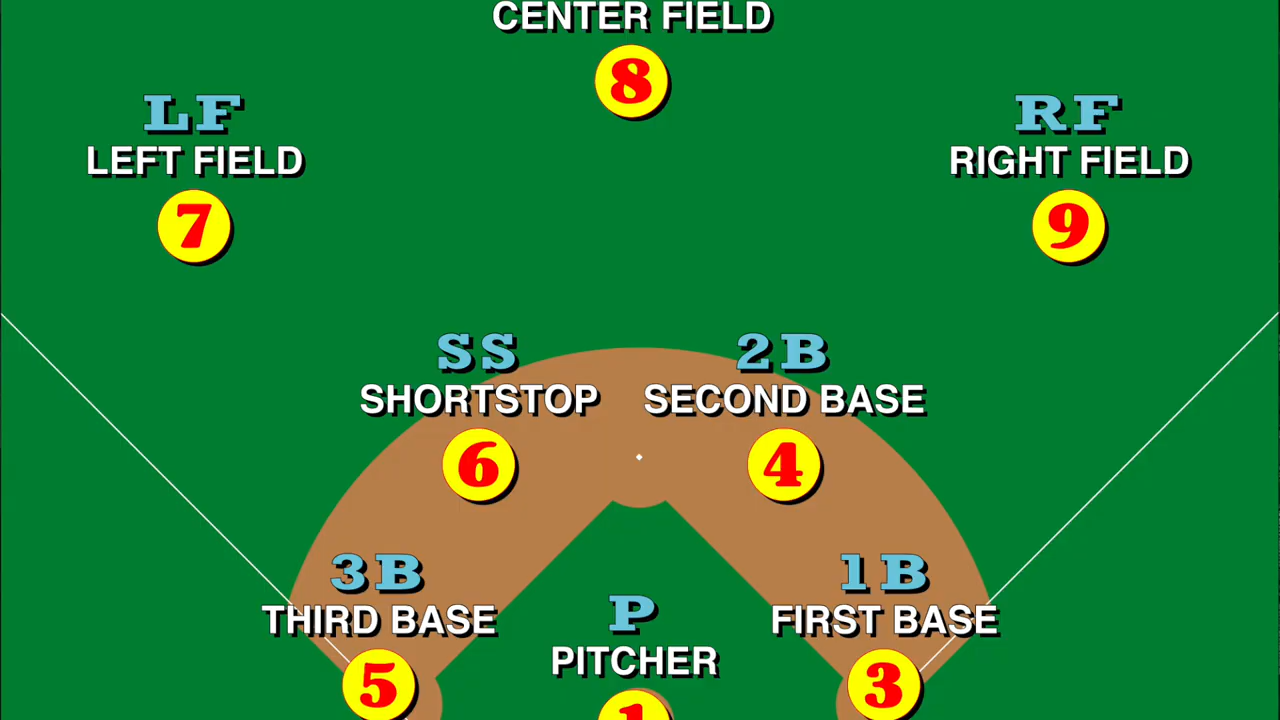 CENTER FIELD
8
LF
LEFT FIELD
7
RF
RIGHT FIELD
9
SS
SHORTSTOP
6
2B
SECOND BASE
4
3B
THIRD BASE
5
P
PITCHER
1
1B
FIRST BASE
3